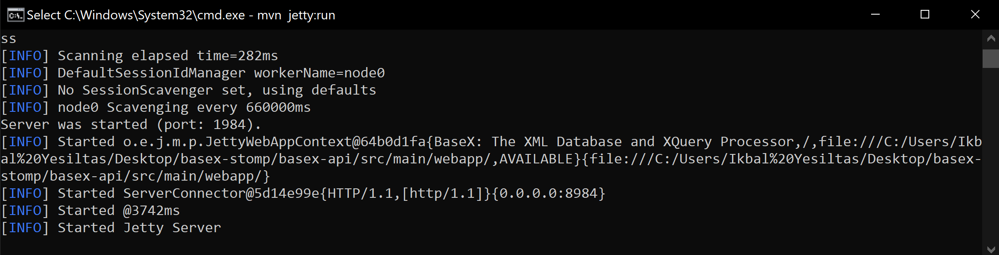 Select C:\Windows\System32\cmd.exe - mvn  jetty:run
ss
[INFO] Scanning elapsed time=282ms
[INFO] DefaultSessionIdManager workerName=node0
[INFO] No SessionScavenger set, using defaults
[INFO] node0 Scavenging every 660000ms
Server was started (port: 1984).
[INFO] Started o.e.j.m.p.JettyWebAppContext@64b0d1fa{BaseX: The XML Database and XQuery Processor,/,file:///C:/Users/Ikb
al%20Yesiltas/Desktop/basex-stomp/basex-api/src/main/webapp/,AVAILABLE}{file:///C:/Users/Ikbal%20Yesiltas/Desktop/basex-
stomp/basex-api/src/main/webapp/}
[INFO] Started ServerConnector@5d14e99e{HTTP/1.1,[http/1.1]}{0.0.0.0:8984}
[INFO] Started @3742ms
[INFO] Started Jetty Server